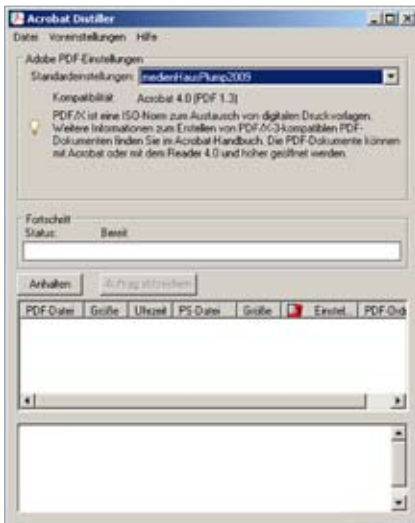 Acrobat Distiller
Datei Voreinstellungen Hilfe
Adobe PDF-Einstellungen
Standardeinstellungen: medienHausPlump2009
Kompatibilität: Acrobat 4.0 (PDF 1.3)
PDF/X ist eine ISO-Norm zum Austausch von digitalen Druckvorlagen.
Weitere Informationen zum Erstellen von PDF/X-3-kompatiblen PDF-
Dokumenten finden Sie im Acrobat-Handbuch. Die PDF-Dokumente können
mit Acrobat oder mit dem Reader 4.0 und höher geöffnet werden.
Fortschritt
Status: Bereit
Anhalten Auftrag abbrechen
PDF-Datei Größe Uhrzeit PS-Datei Größe Einstel... PDF-Ordn